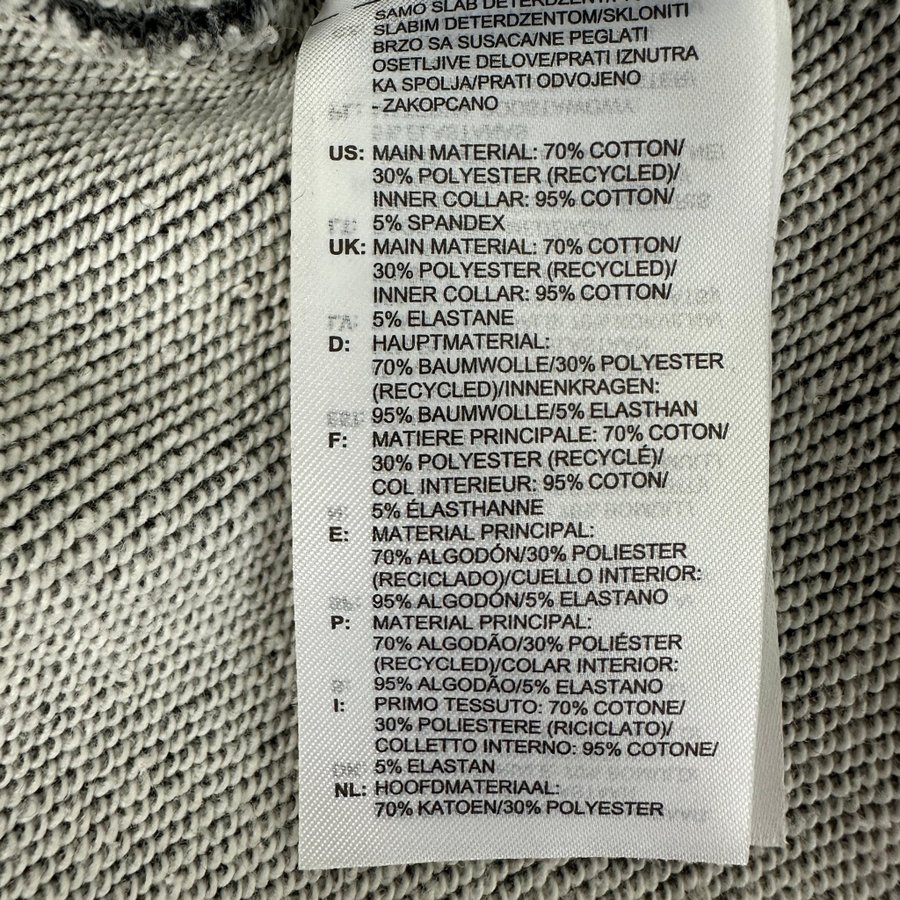 SAMO SLAB DETERDZENT
SLABIM DETERDZENTOM/SKLONITI
BRZO SA SUSACA/NE PEGLATI
OSETLJIVE DELOVE/PRATI IZNUTRA
KA SPOLJA/PRATI ODVOJENO
- ZAKOPCANO
US: MAIN MATERIAL: 70% COTTON/
30% POLYESTER (RECYCLED)/
INNER COLLAR: 95% COTTON/
5% SPANDEX
UK: MAIN MATERIAL: 70% COTTON/
30% POLYESTER (RECYCLED)/
INNER COLLAR: 95% COTTON/
5% ELASTANE
D: HAUPTMATERIAL:
70% BAUMWOLLE/30% POLYESTER
(RECYCLED)/INNENKRAGEN:
95% BAUMWOLLE/5% ELASTHAN
F: MATIERE PRINCIPALE: 70% COTON/
30% POLYESTER (RECYCLÉ)/
COL INTERIEUR: 95% COTON/
5% ÉLASTHANNE
E: MATERIAL PRINCIPAL:
70% ALGODÓN/30% POLIESTER
(RECICLADO)/CUELLO INTERIOR:
95% ALGODÓN/5% ELASTANO
P: MATERIAL PRINCIPAL:
70% ALGODÃO/30% POLIÉSTER
(RECYCLED)/COLAR INTERIOR:
95% ALGODÃO/5% ELASTANO
I: PRIMO TESSUTO: 70% COTONE/
30% POLIESTERE (RICICLATO)/
COLLETTO INTERNO: 95% COTONE/
5% ELASTAN
NL: HOOFDMATERIAAL:
70% KATOEN/30% POLYESTER